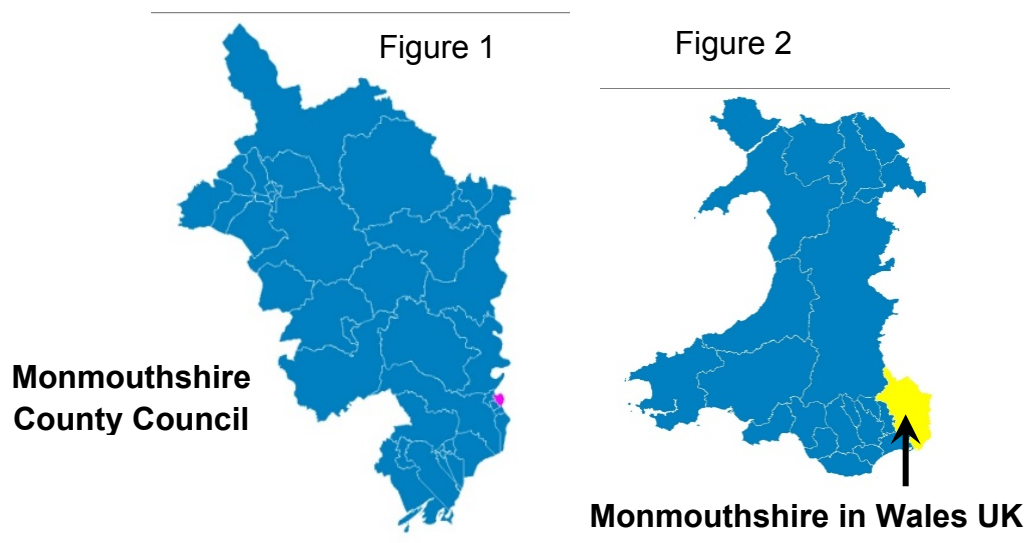 Figure 1
Figure 2
Monmouthshire
County Council
Monmouthshire in Wales UK